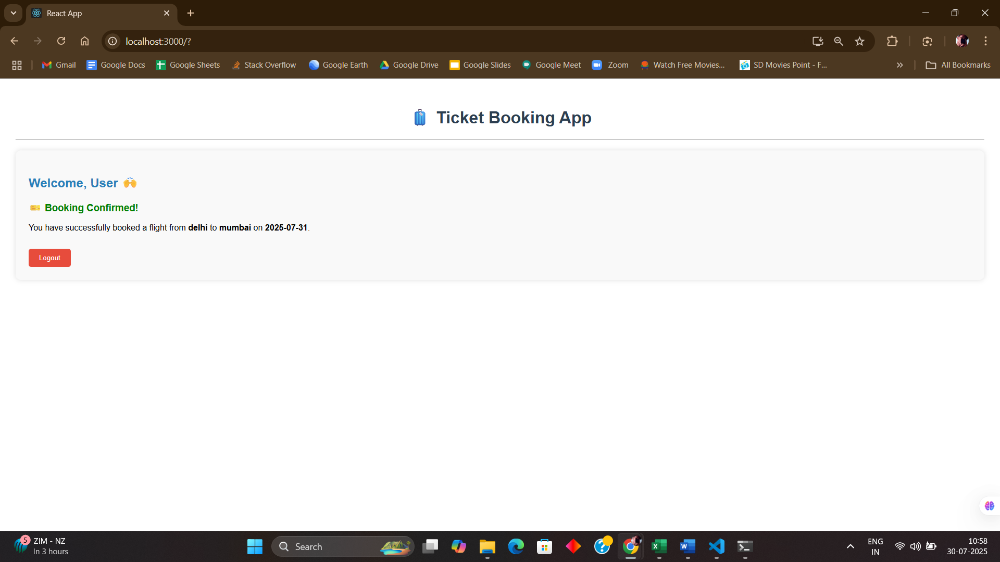 React App
localhost:3000/?
Gmail
Google Docs
Google Sheets
Stack Overflow
Google Earth
Google Drive
Google Slides
Google Meet
Zoom
Watch Free Movies...
SD Movies Point - F...
All Bookmarks
Ticket Booking App
Welcome, User 🙌
🎫 Booking Confirmed!
You have successfully booked a flight from delhi to mumbai on 2025-07-31.
Logout
5
ZIM - NZ
In 3 hours
Search
ENG
IN
10:58
30-07-2025